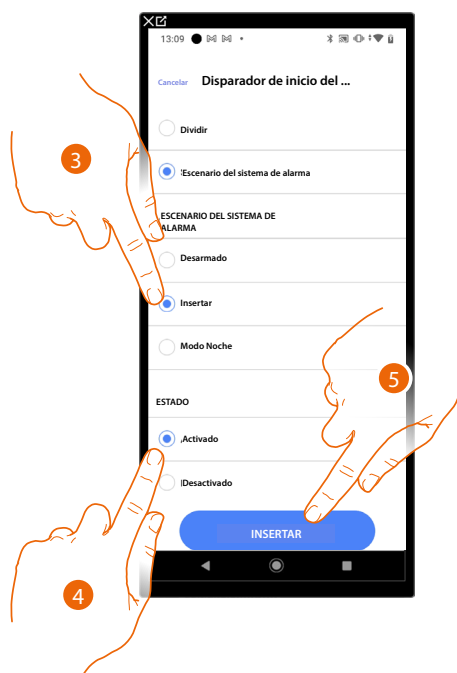 13:09
Cancelar Disparador de inicio del ...
Dividir
!Escenario del sistema de alarma
ESCENARIO DEL SISTEMA DE
ALARMA
3
Desarmado
Insertar
Modo Noche
5
ESTADO
¡Activado
!Desactivado
INSERTAR
4